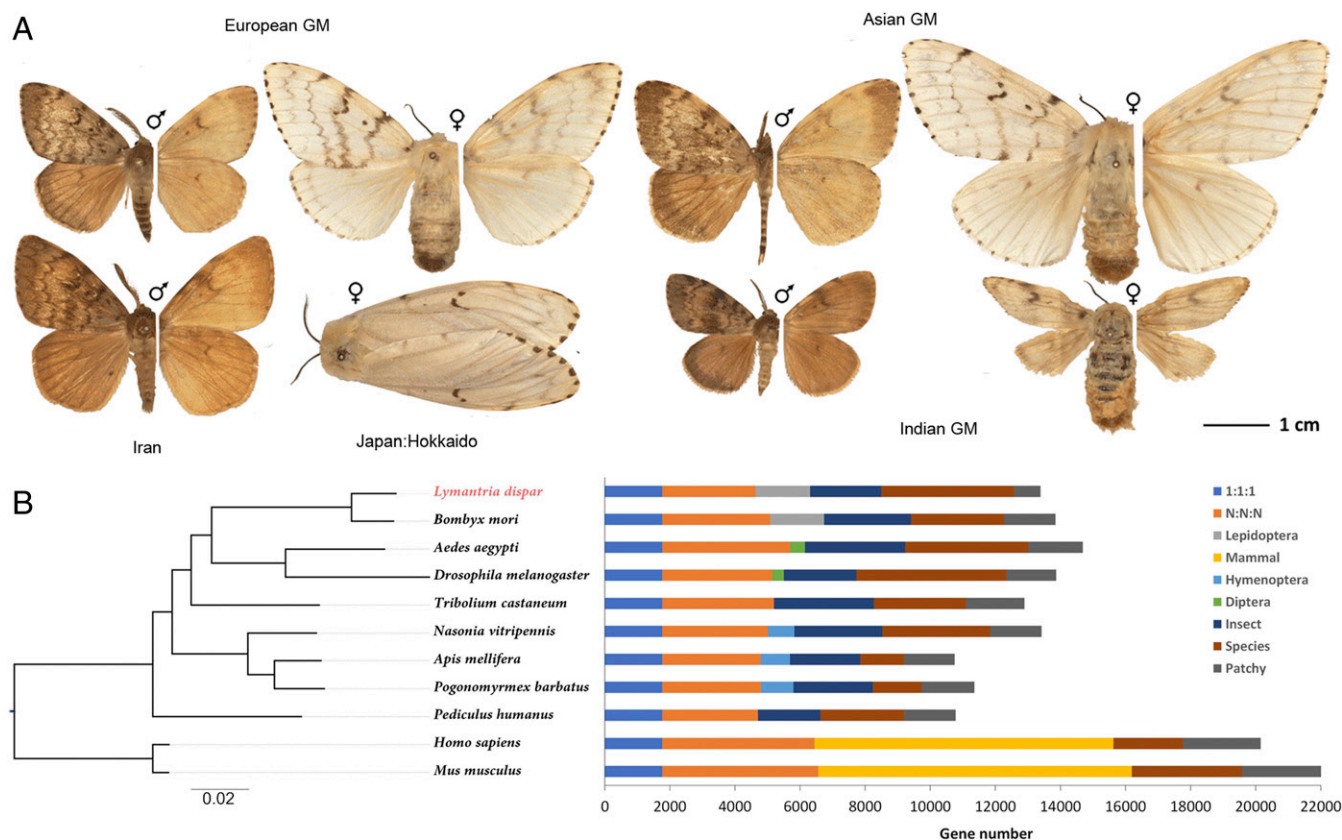 A
European GM
Asian GM
♂
♀
♂
♀
♂
♀
♂
♀
Iran
Japan:Hokkaido
Indian GM
1 cm
B
Lymantria dispar
Bombyx mori
Aedes aegypti
Drosophila melanogaster
Tribolium castaneum
Nasonia vitripennis
Apis mellifera
Pogonomyrmex barbatus
Pediculus humanus
Homo sapiens
Mus musculus
0.02
1:1:1
N:N:N
Lepidoptera
Mammal
Hymenoptera
Diptera
Insect
Species
Patchy
0 2000 4000 6000 8000 10000 12000 14000 16000 18000 20000 22000
Gene number